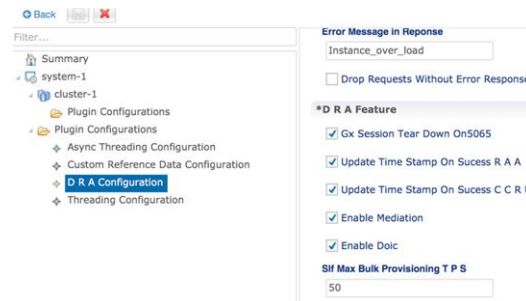 Back
Filter...
Summary
system-1
cluster-1
Plugin Configurations
Plugin Configurations
Async Threading Configuration
Custom Reference Data Configuration
D R A Configuration
Threading Configuration
Error Message in Reponse
Instance_over_load
Drop Requests Without Error Response
*D R A Feature
Gx Session Tear Down On5065
Update Time Stamp On Sucess R A A
Update Time Stamp On Sucess C C R U
Enable Mediation
Enable Doic
Slf Max Bulk Provisioning T P S
50